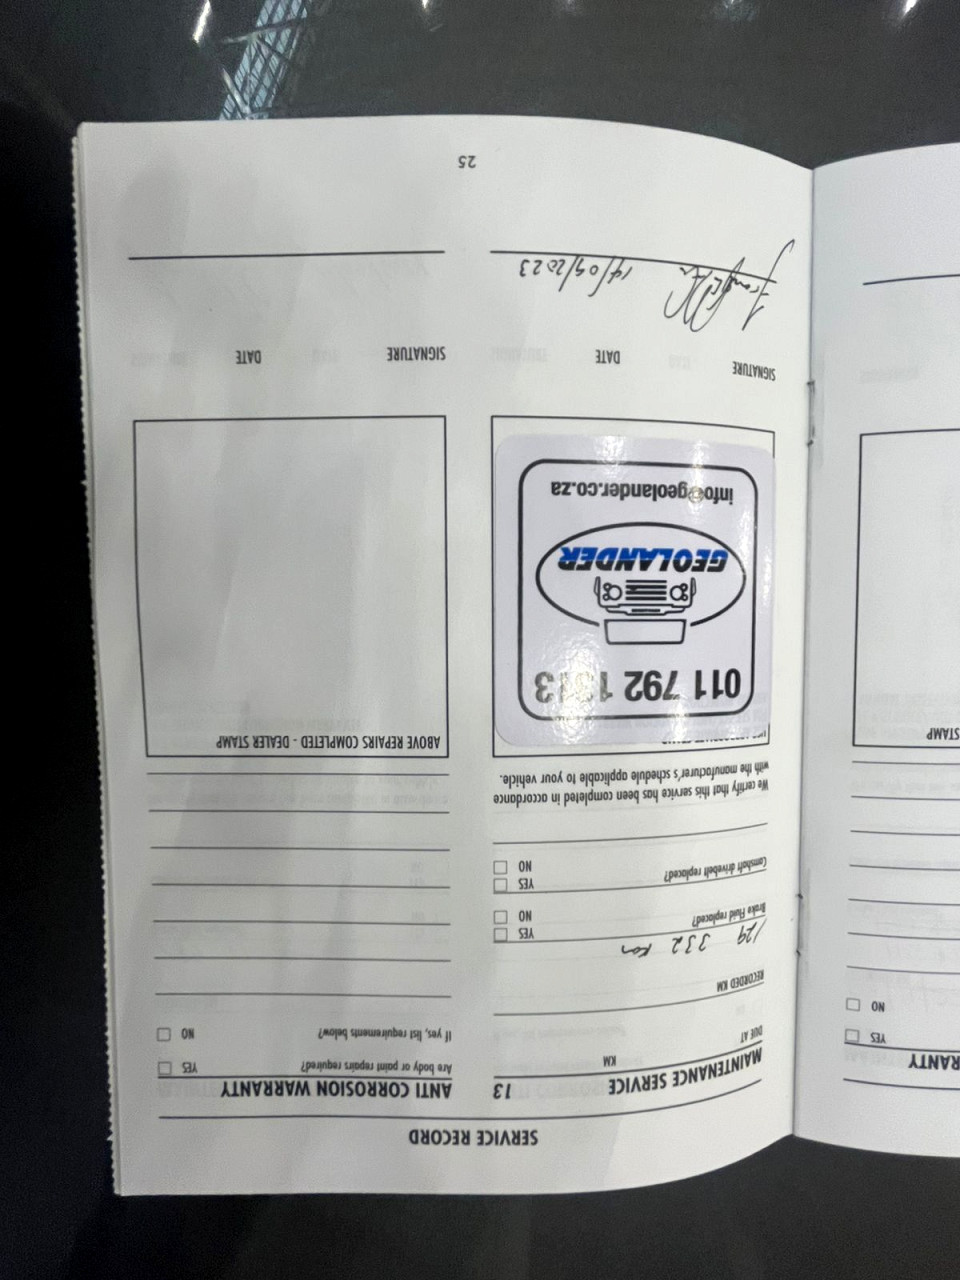 SERVICE RECORD
MAINTENANCE SERVICE 13
DUE AT KM
RECORDED KM
129 332 km
Brake Fluid replaced? YES
NO
Camshaft drivebelt replaced? YES
NO
We certify that this service has been completed in accordance
with the manufacturer's schedule applicable to your vehicle.
011 792 1313
GEOLANDER
info@geolander.co.za
SIGNATURE DATE
14/09/2023
ANTI CORROSION WARRANTY
Are body or paint repairs required? YES
If yes, list requirements below? NO
ABOVE REPAIRS COMPLETED - DEALER STAMP
SIGNATURE DATE
25
RANTY
YES
NO
STAMP